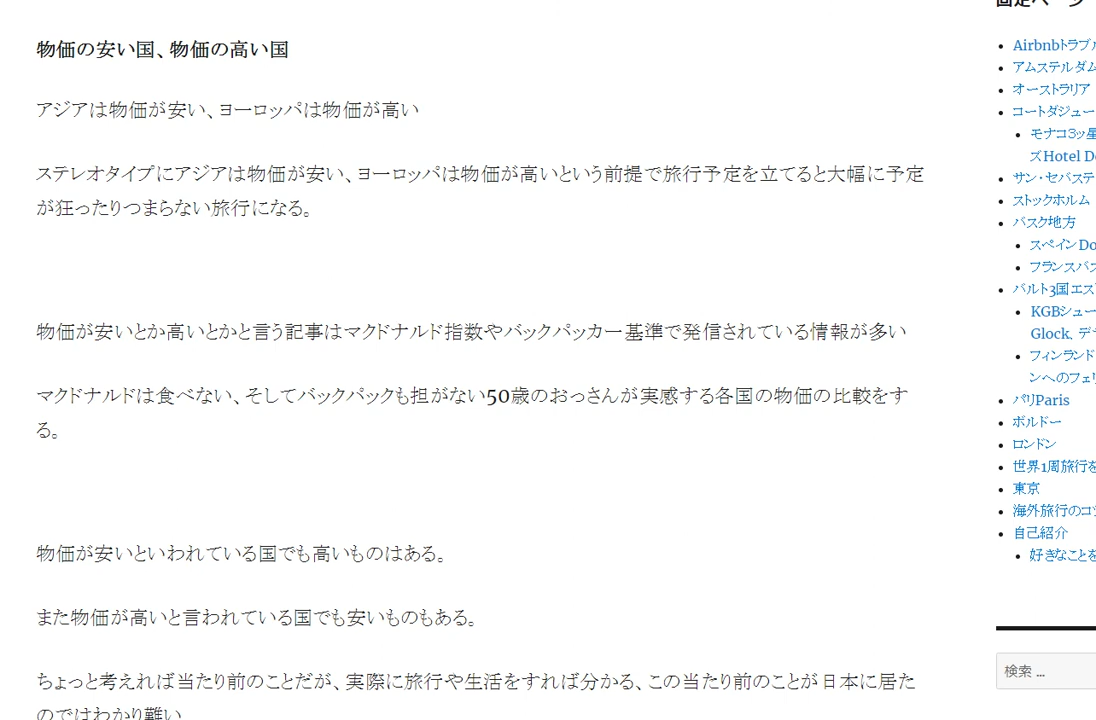 物価の安い国、物価の高い国
アジアは物価が安い、ヨーロッパは物価が高い
ステレオタイプにアジアは物価が安い、ヨーロッパは物価が高いという前提で旅行予定を立てると大幅に予定
が狂ったりつまらない旅行になる。
物価が安いとか高いとかと言う記事はマクドナルド指数やバックパッカー基準で発信されている情報が多い
マクドナルドは食べない、そしてバックパックも担がない50歳のおっさんが実感する各国の物価の比較をす
る。
物価が安いといわれている国でも高いものはある。
また物価が高いと言われている国でも安いものもある。
ちょっと考えれば当たり前のことだが、実際に旅行や生活をすれば分かる、この当たり前のことが日本に居た
のではわかり難い
固定ページ
Airbnbトラブル
アムステルダム
オーストラリア
コートダジュー
モナコ3ッ星
ズHotel De
サン・セバステ
ストックホルム
バスク地方
スペインDo
フランスバス
バルト3国エス
KGBシュー
Glock、デ
フィンランド
ンへのフェリ
パリParis
ボルドー
ロンドン
世界1周旅行を
東京
海外旅行のコ
自己紹介
好きなことを
検索 ...